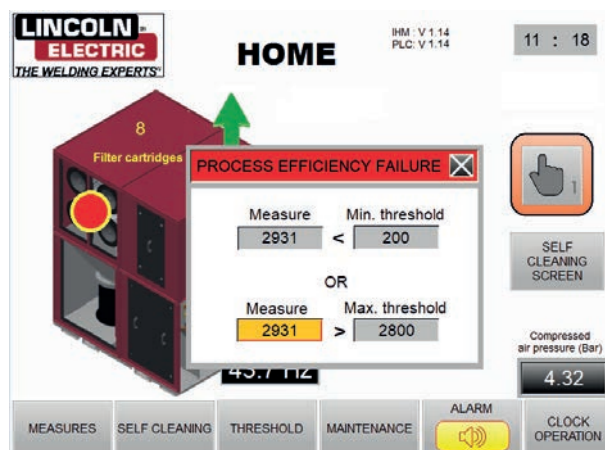 LINCOLN
ELECTRIC
THE WELDING EXPERTS®
HOME
IHM : V 1.14
PLC: V 1.14
11 : 18
8
Filter cartridges
PROCESS EFFICIENCY FAILURE
Measure Min. threshold
2931 < 200
OR
Measure Max. threshold
2931 > 2800
1
SELF
CLEANING
SCREEN
Compressed
air pressure (Bar)
4.32
MEASURES
SELF CLEANING
THRESHOLD
MAINTENANCE
ALARM
CLOCK
OPERATION